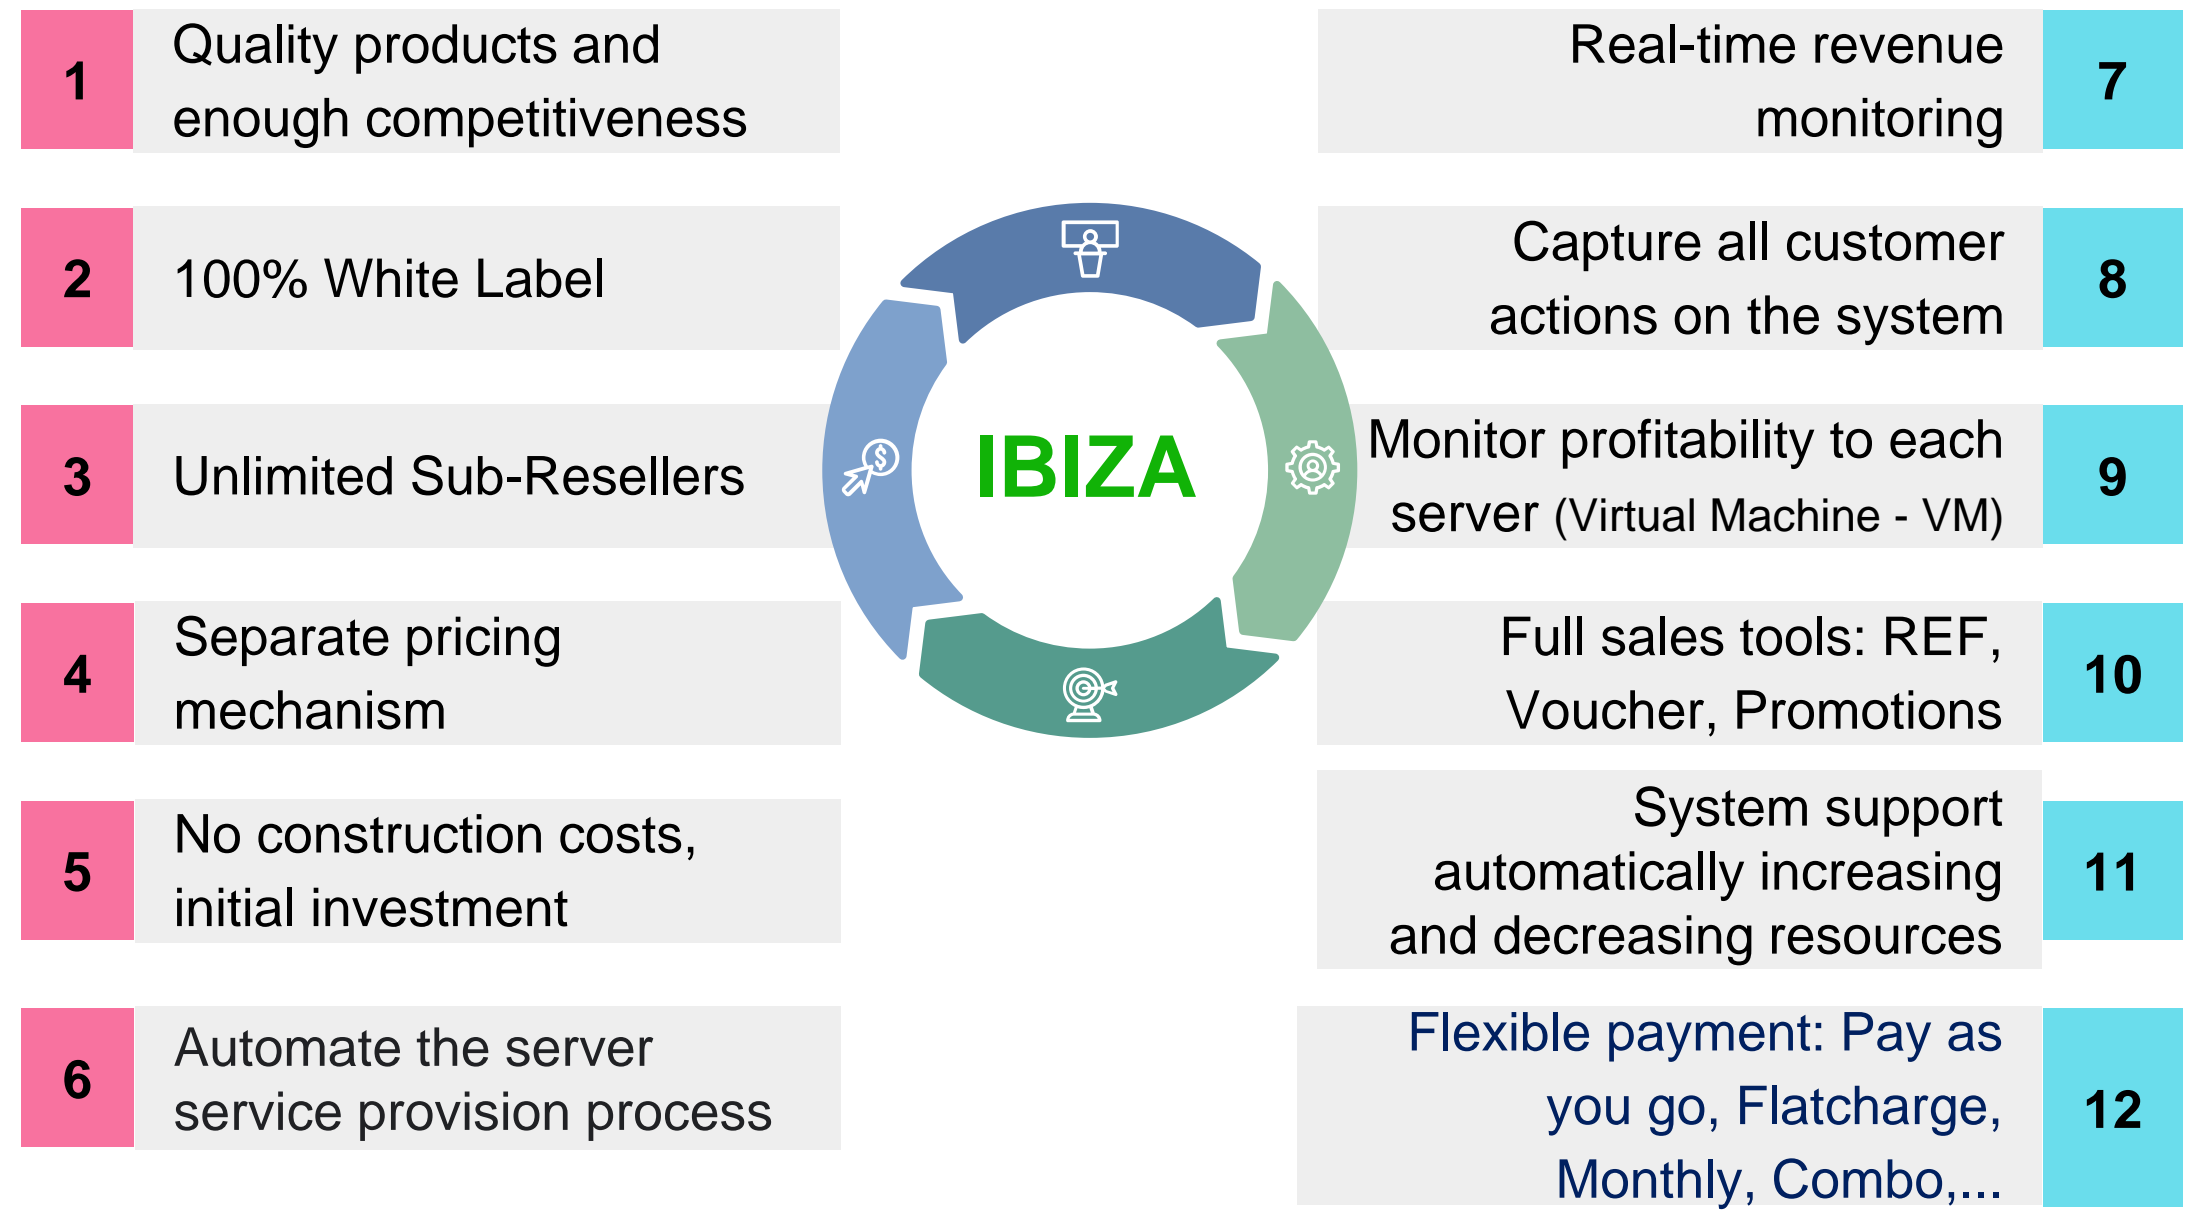 1
Quality products and
enough competitiveness
2
100% White Label
3
Unlimited Sub-Resellers
4
Separate pricing
mechanism
5
No construction costs,
initial investment
6
Automate the server
service provision process
IBIZA
$
Real-time revenue
monitoring
7
Capture all customer
actions on the system
8
Monitor profitability to each
server (Virtual Machine - VM)
9
Full sales tools: REF,
Voucher, Promotions
10
System support
automatically increasing
and decreasing resources
11
Flexible payment: Pay as
you go, Flatcharge,
Monthly, Combo,...
12